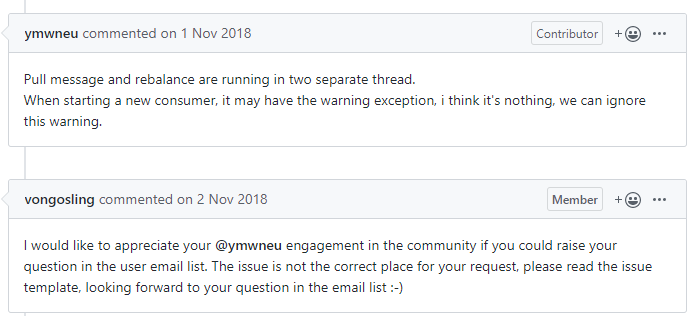 ymwneu commented on 1 Nov 2018 Contributor + ...
Pull message and rebalance are running in two separate thread.
When starting a new consumer, it may have the warning exception, i think it's nothing, we can ignore
this warning.
vongosling commented on 2 Nov 2018 Member + ...
I would like to appreciate your @ymwneu engagement in the community if you could raise your
question in the user email list. The issue is not the correct place for your request, please read the issue
template, looking forward to your question in the email list :-)